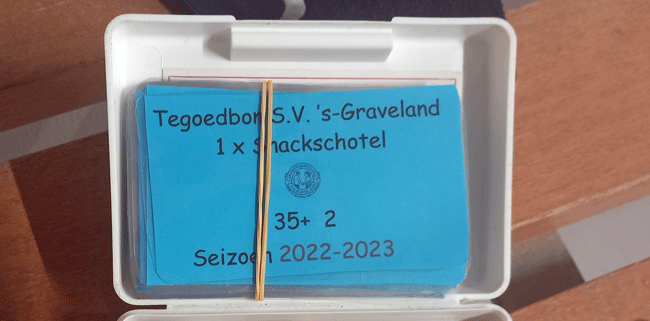 Tegoedbon S.V. 's-Graveland
1 x Snackschotel
35+ 2
Seizoen 2022-2023